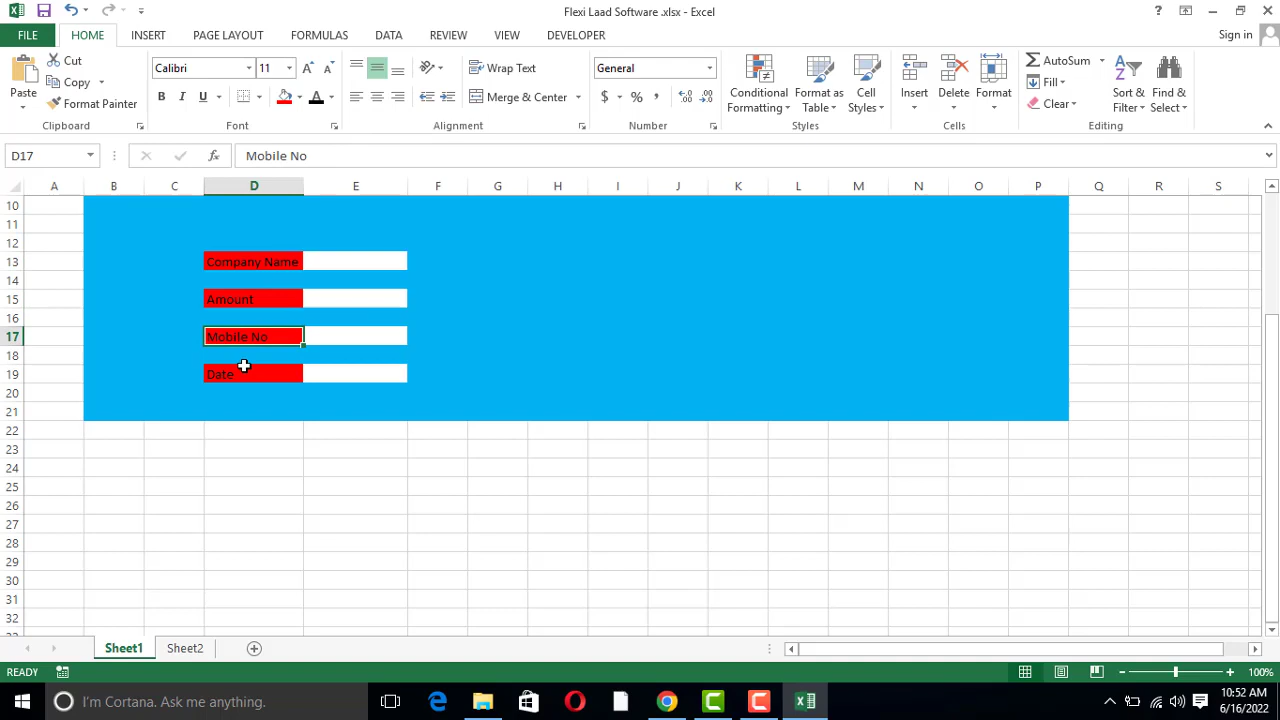 Flexi Laad Software .xlsx - Excel
?
FILE HOME INSERT PAGE LAYOUT FORMULAS DATA REVIEW VIEW DEVELOPER Sign in
Paste Cut Copy Format Painter
Calibri 11
B I U A
Wrap Text
Merge & Center
General
$ % ,
Conditional Formatting Format as Table Cell Styles
Insert Delete Format
AutoSum Fill Clear
Sort & Filter Find & Select
Clipboard Font Alignment Number Styles Cells Editing
D17 fx Mobile No
A B C D E F G H I J K L M N O P Q R S
10
11
12
13 Company Name
14
15 Amount
16
17 Mobile No
18
19 Date
20
21
22
23
24
25
26
27
28
29
30
31
32
Sheet1 Sheet2
READY 100%
I'm Cortana. Ask me anything. 10:52 AM
6/16/2022